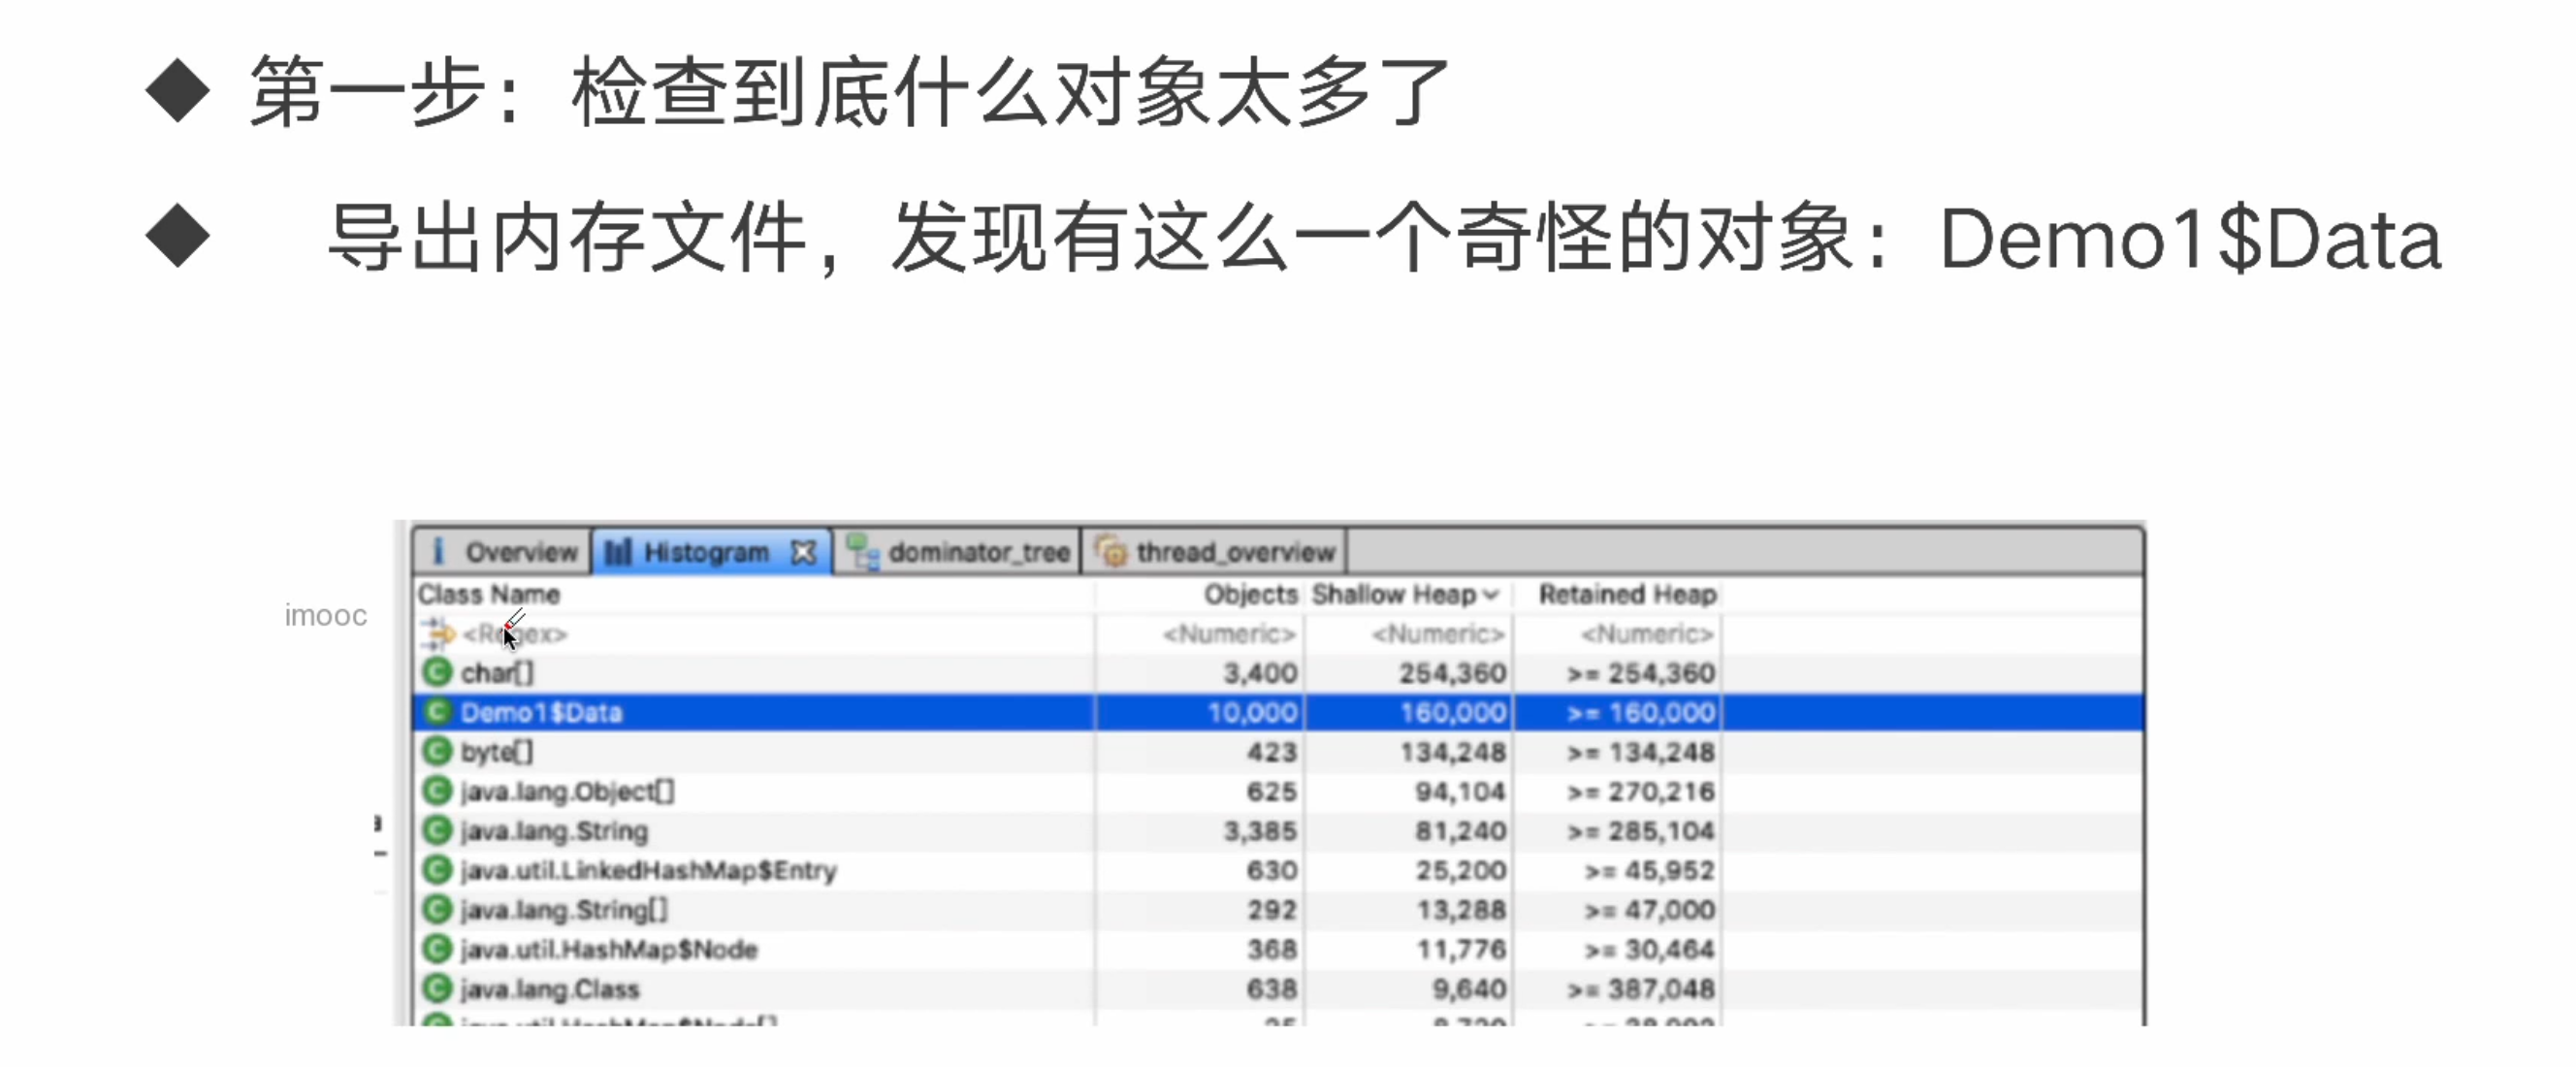 第一步：检查到底什么对象太多了
导出内存文件，发现有这么一个奇怪的对象：Demo1$Data
Overview Histogram dominator_tree thread_overview
Class Name Objects Shallow Heap Retained Heap
imooc
<Regex> <Numeric> <Numeric> <Numeric>
char[] 3,400 254,360 >= 254,360
Demo1$Data 10,000 160,000 >= 160,000
byte[] 423 134,248 >= 134,248
java.lang.Object[] 625 94,104 >= 270,216
java.lang.String 3,385 81,240 >= 285,104
java.util.LinkedHashMap$Entry 630 25,200 >= 45,952
java.lang.String[] 292 13,288 >= 47,000
java.util.HashMap$Node 368 11,776 >= 30,464
java.lang.Class 638 9,640 >= 387,048